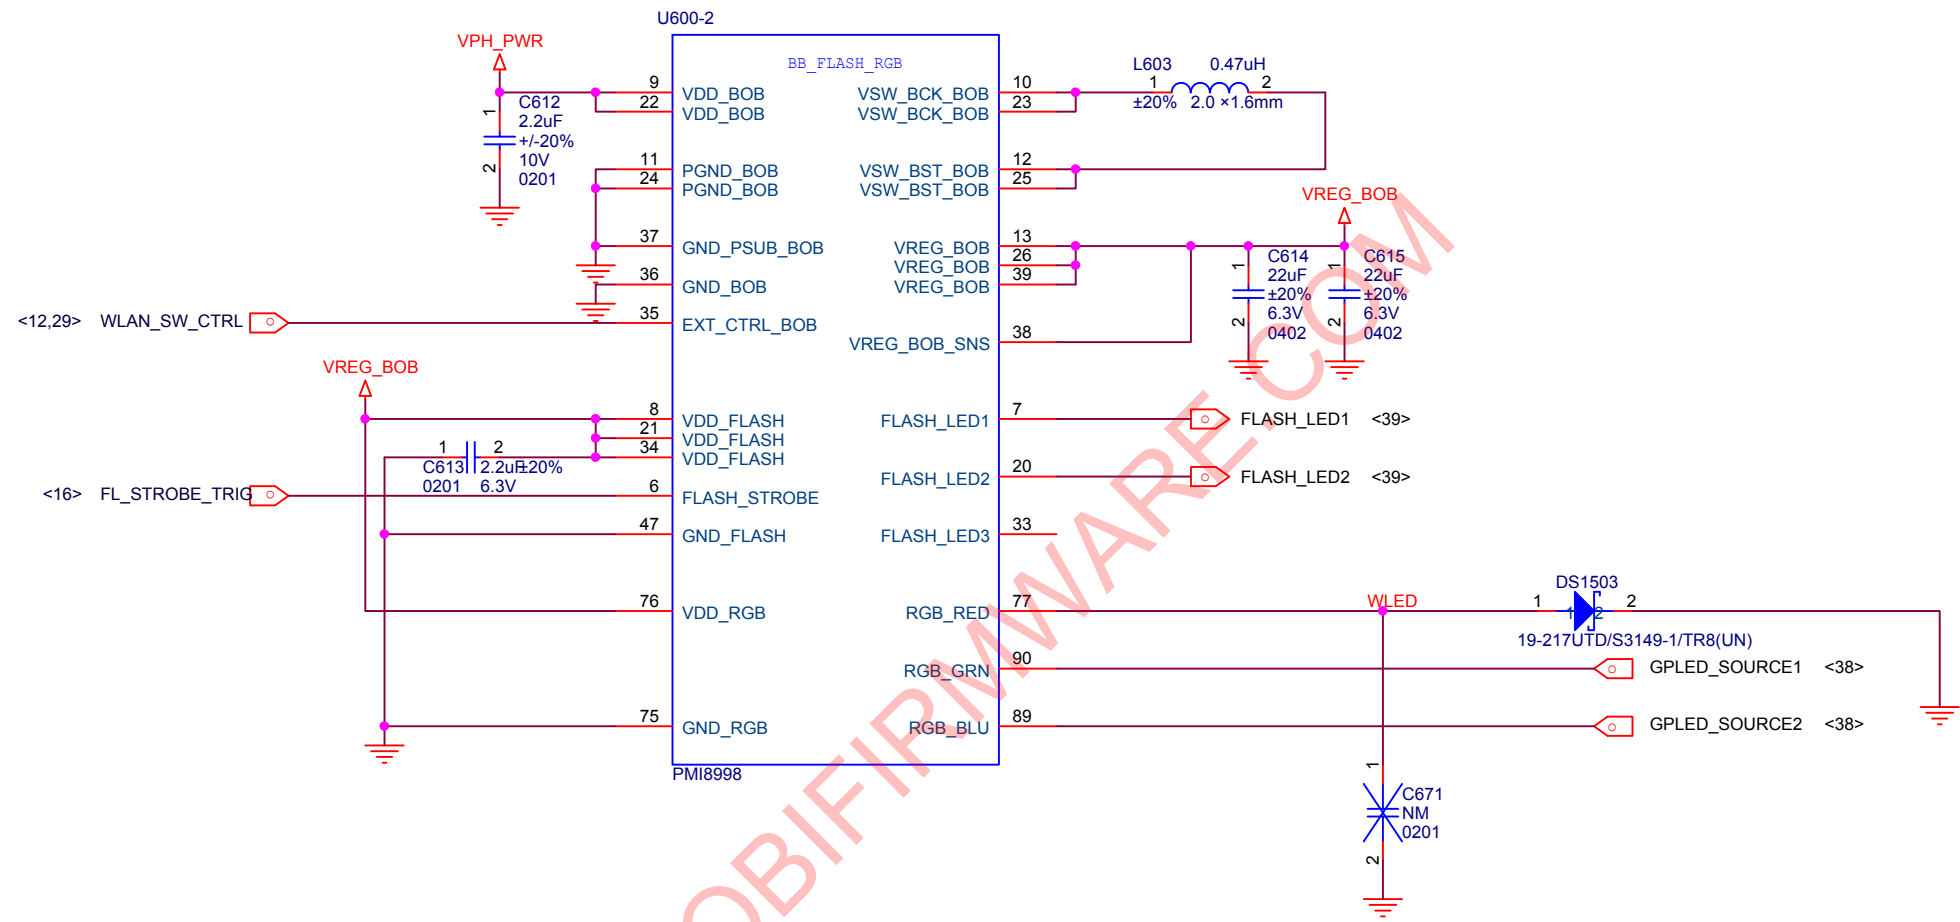 U600-2
BB_FLASH_RGB
PMI8998
VPH_PWR
1
C612
2.2uF
+/-20%
10V
0201
2
9 VDD_BOB
22 VDD_BOB
11 PGND_BOB
24 PGND_BOB
37 GND_PSUB_BOB
36 GND_BOB
<12,29> WLAN_SW_CTRL
35 EXT_CTRL_BOB
VREG_BOB
8 VDD_FLASH
21 VDD_FLASH
34 VDD_FLASH
1 2
C613 2.2uF±20%
0201 6.3V
<16> FL_STROBE_TRIG
6 FLASH_STROBE
47 GND_FLASH
76 VDD_RGB
75 GND_RGB
VSW_BCK_BOB 10
VSW_BCK_BOB 23
L603 0.47uH
1 2
±20% 2.0 ×1.6mm
VSW_BST_BOB 12
VSW_BST_BOB 25
VREG_BOB
VREG_BOB 13
VREG_BOB 26
VREG_BOB 39
1
C614
22uF
±20%
6.3V
0402
2
1
C615
22uF
±20%
6.3V
0402
2
VREG_BOB_SNS 38
FLASH_LED1 7
FLASH_LED1 <39>
FLASH_LED2 20
FLASH_LED2 <39>
FLASH_LED3 33
RGB_RED 77
WLED
DS1503
1 1 2 2
19-217UTD/S3149-1/TR8(UN)
RGB_GRN 90
GPLED_SOURCE1 <38>
RGB_BLU 89
GPLED_SOURCE2 <38>
1
C671
NM
0201
2
OBIFIRMWARE.COM